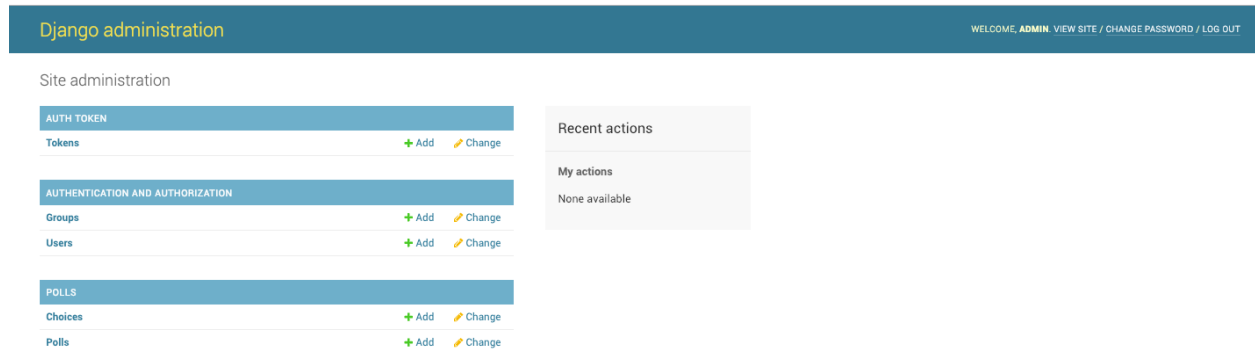 Django administration
WELCOME, ADMIN. VIEW SITE / CHANGE PASSWORD / LOG OUT
Site administration
AUTH TOKEN
Tokens Add Change
AUTHENTICATION AND AUTHORIZATION
Groups Add Change
Users Add Change
POLLS
Choices Add Change
Polls Add Change
Recent actions
My actions
None available